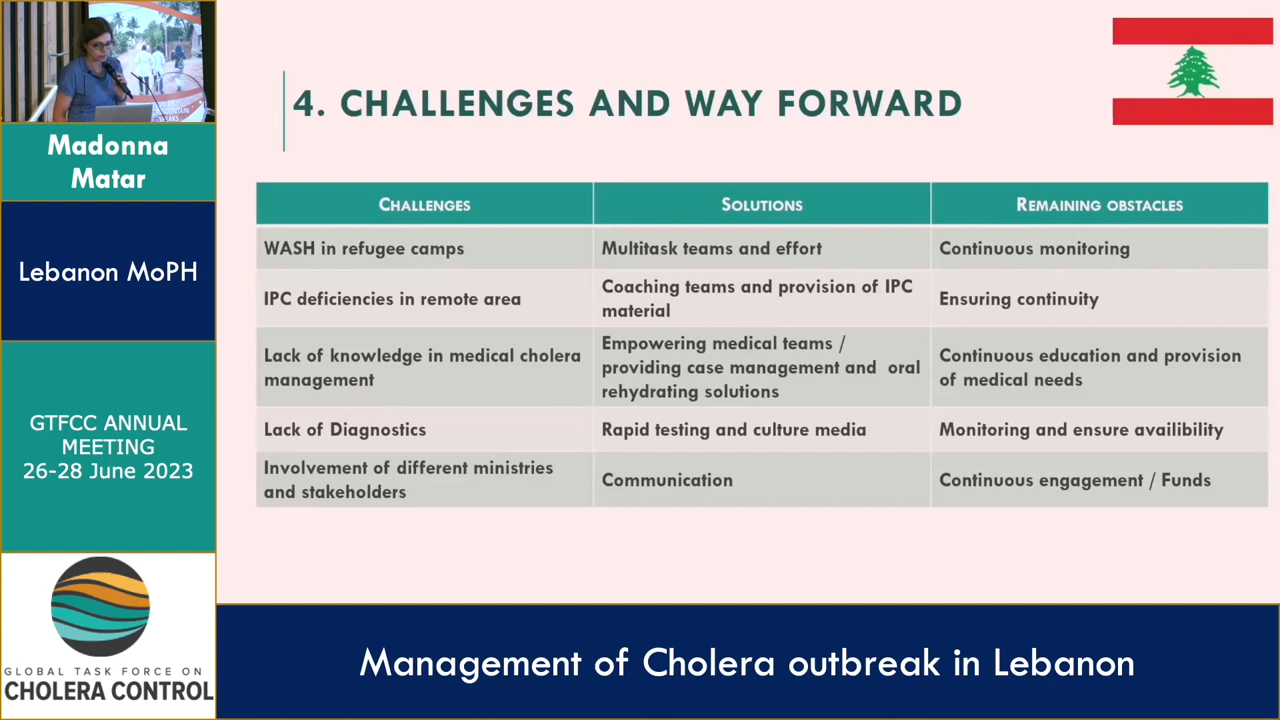 Madonna
Matar
Lebanon MoPH
GTFCC ANNUAL
MEETING
26-28 June 2023
GLOBAL TASK FORCE ON
CHOLERA CONTROL
4. CHALLENGES AND WAY FORWARD
CHALLENGES
SOLUTIONS
REMAINING OBSTACLES
WASH in refugee camps
Multitask teams and effort
Continuous monitoring
IPC deficiencies in remote area
Coaching teams and provision of IPC
material
Ensuring continuity
Lack of knowledge in medical cholera
management
Empowering medical teams /
providing case management and oral
rehydrating solutions
Continuous education and provision
of medical needs
Lack of Diagnostics
Rapid testing and culture media
Monitoring and ensure availibility
Involvement of different ministries
and stakeholders
Communication
Continuous engagement / Funds
Management of Cholera outbreak in Lebanon